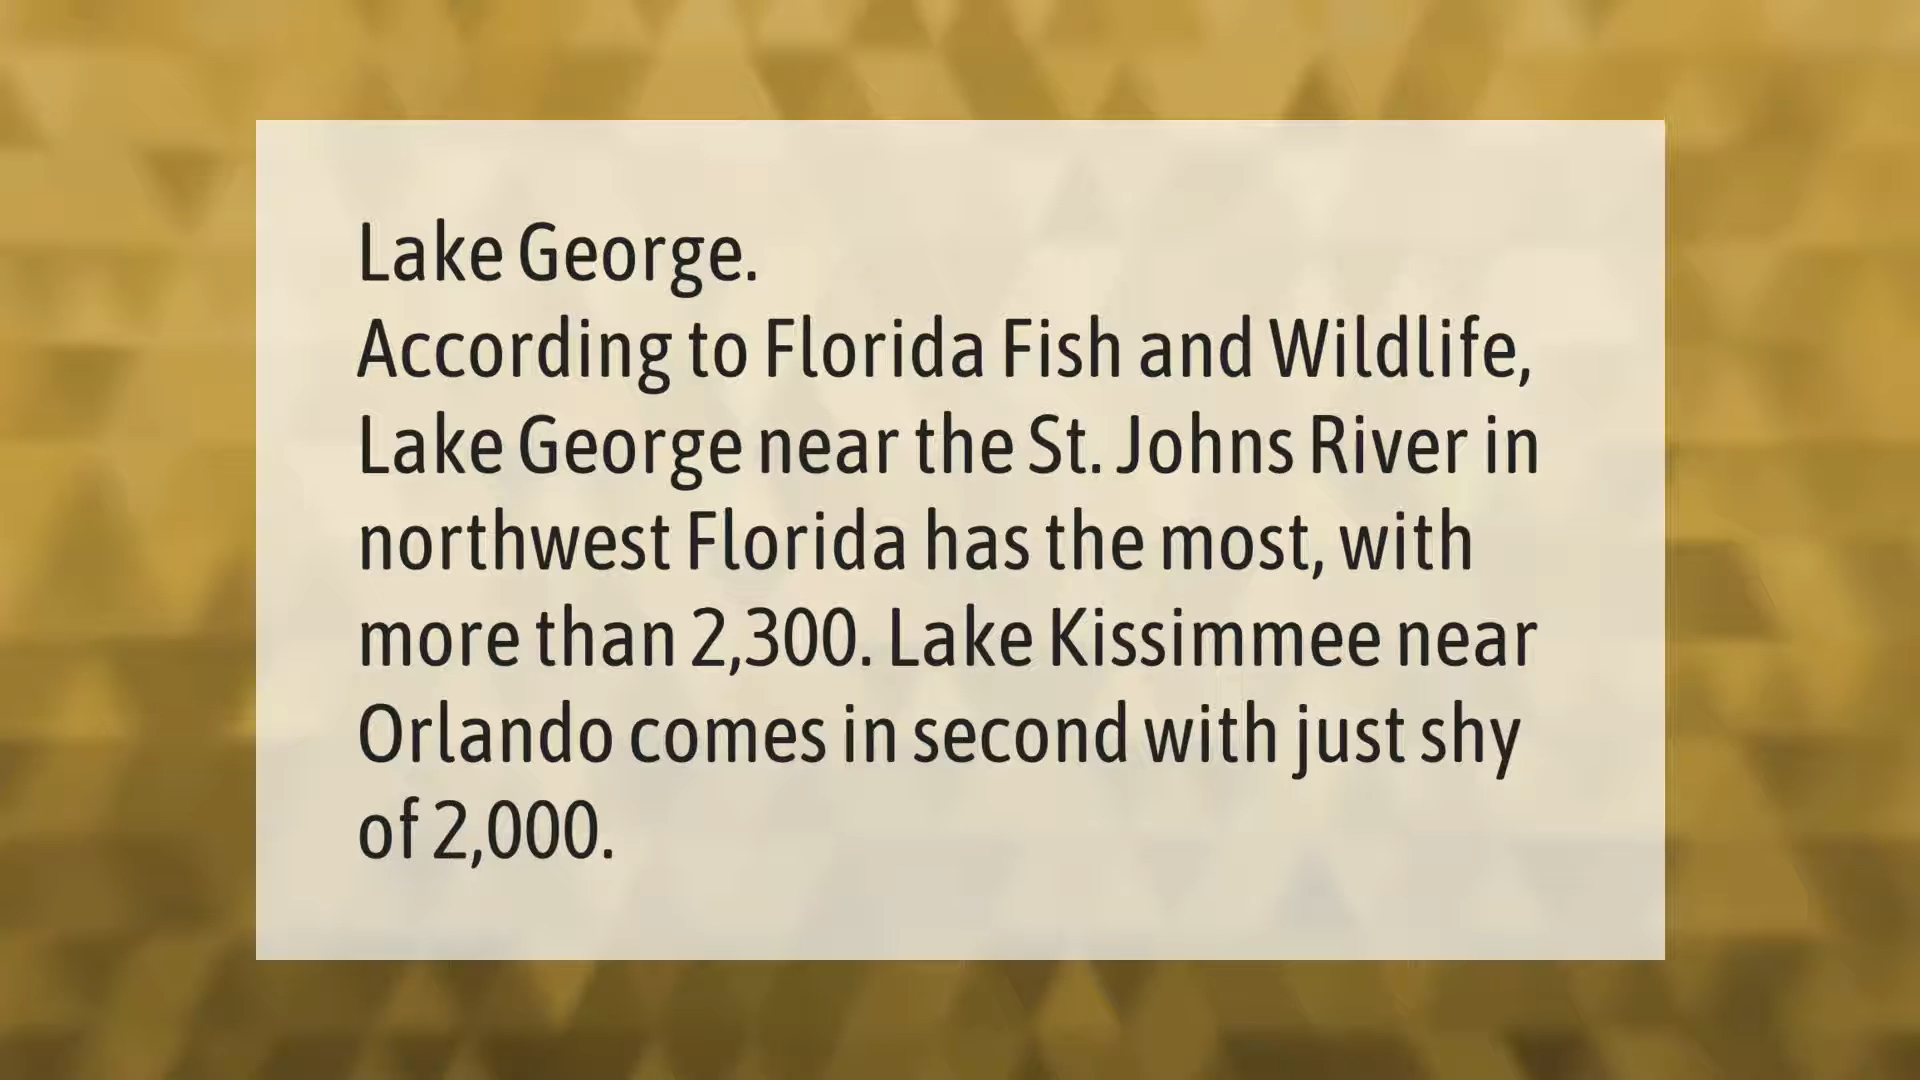 Lake George.
According to Florida Fish and Wildlife,
Lake George near the St. Johns River in
northwest Florida has the most, with
more than 2,300. Lake Kissimmee near
Orlando comes in second with just shy
of 2,000.